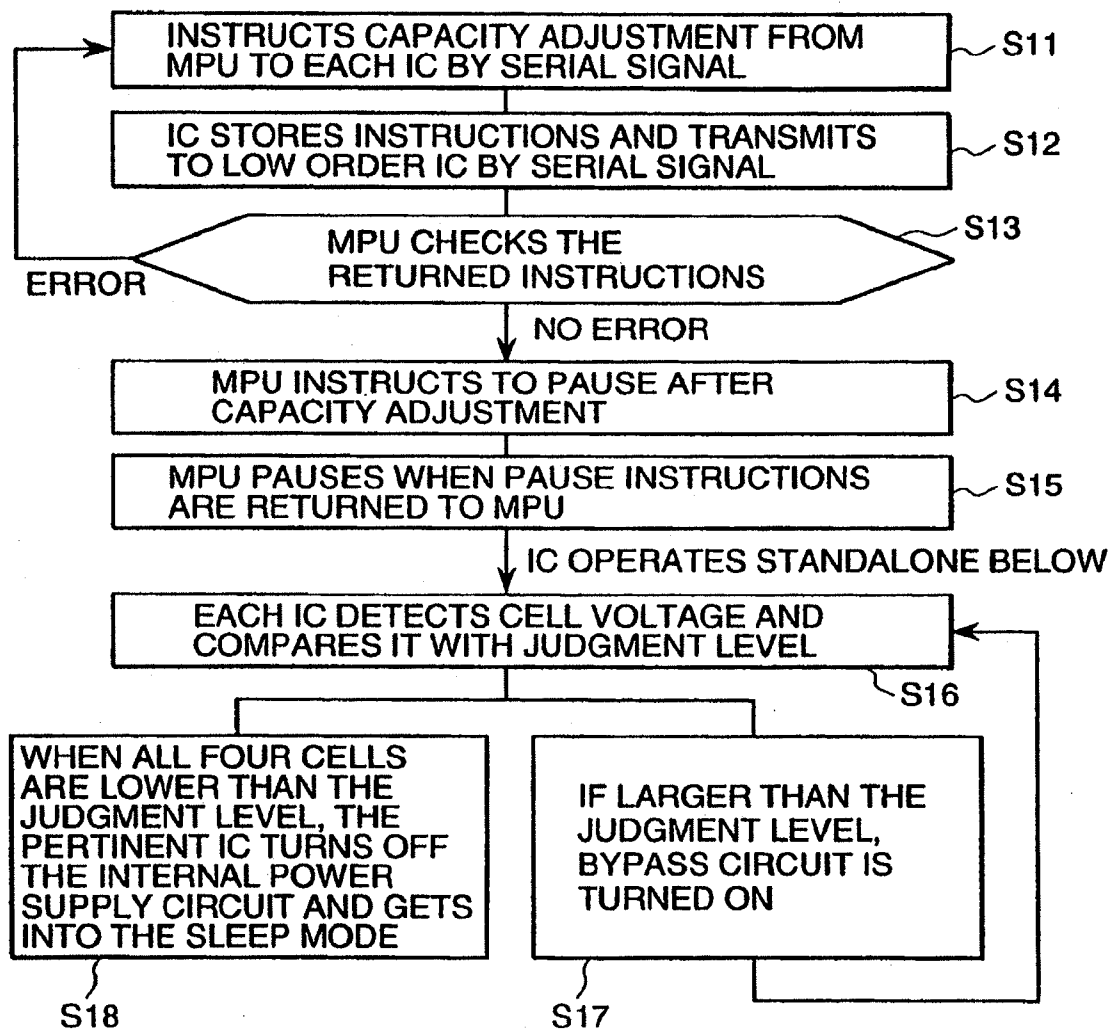 INSTRUCTS CAPACITY ADJUSTMENT FROM
MPU TO EACH IC BY SERIAL SIGNAL
S11
IC STORES INSTRUCTIONS AND TRANSMITS
TO LOW ORDER IC BY SERIAL SIGNAL
S12
MPU CHECKS THE
RETURNED INSTRUCTIONS
S13
ERROR
NO ERROR
MPU INSTRUCTS TO PAUSE AFTER
CAPACITY ADJUSTMENT
S14
MPU PAUSES WHEN PAUSE INSTRUCTIONS
ARE RETURNED TO MPU
S15
IC OPERATES STANDALONE BELOW
EACH IC DETECTS CELL VOLTAGE AND
COMPARES IT WITH JUDGMENT LEVEL
S16
WHEN ALL FOUR CELLS
ARE LOWER THAN THE
JUDGMENT LEVEL, THE
PERTINENT IC TURNS OFF
THE INTERNAL POWER
SUPPLY CIRCUIT AND GETS
INTO THE SLEEP MODE
S18
IF LARGER THAN THE
JUDGMENT LEVEL,
BYPASS CIRCUIT IS
TURNED ON
S17